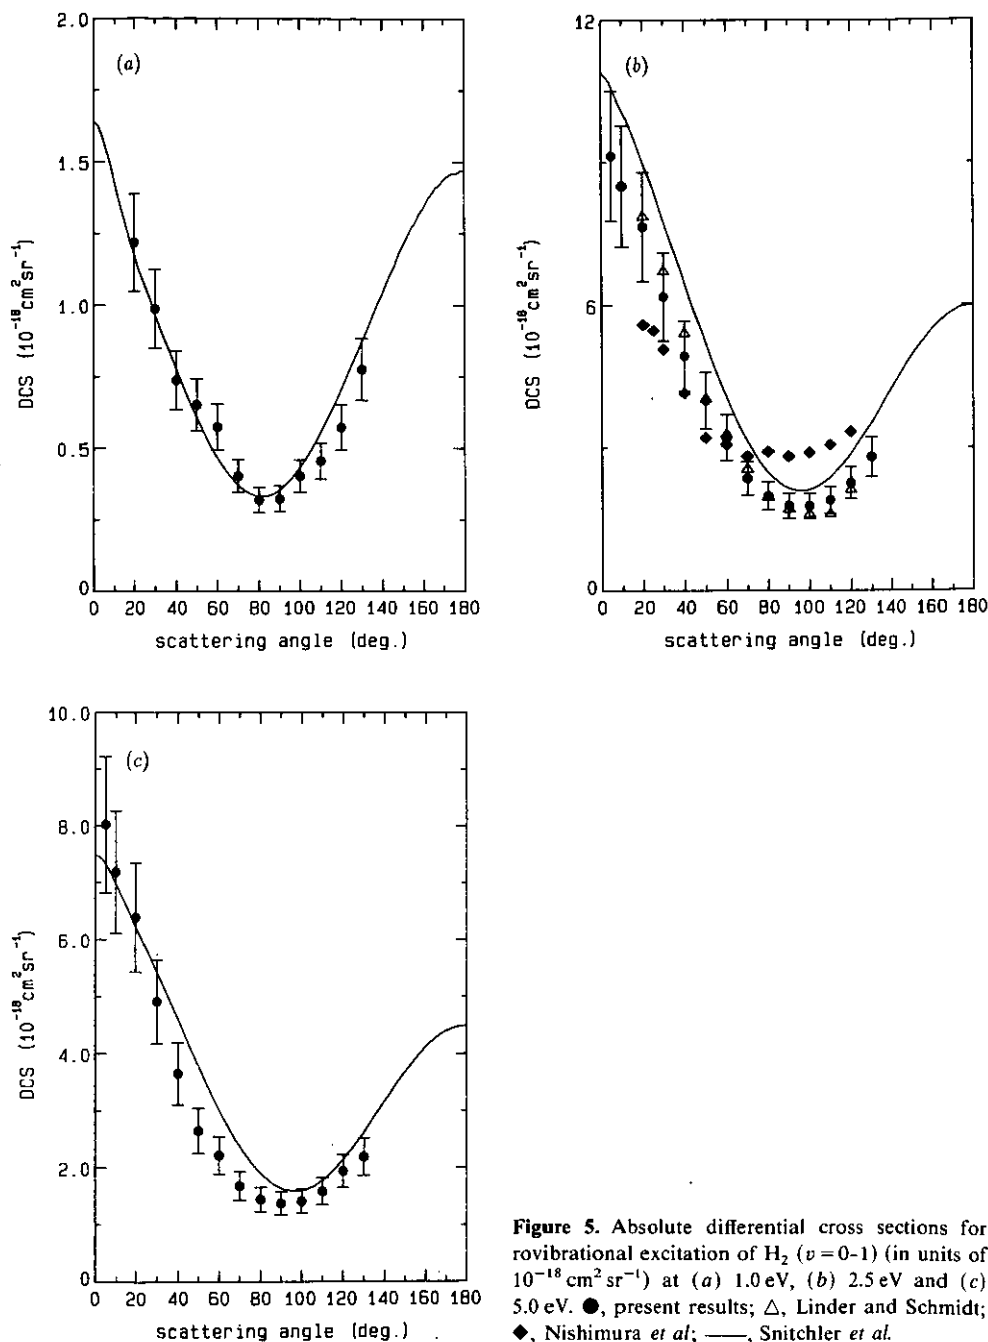 2.0
(a)
1.5
1.0
0.5
0
DCS (10⁻¹⁸cm²sr⁻¹)
0 20 40 60 80 100 120 140 160 180
scattering angle (deg.)
12
(b)
6
0
DCS (10⁻¹⁸cm²sr⁻¹)
0 20 40 60 80 100 120 140 160 180
scattering angle (deg.)
10.0
(c)
8.0
6.0
4.0
2.0
0
DCS (10⁻¹⁸cm²sr⁻¹)
0 20 40 60 80 100 120 140 160 180
scattering angle (deg.)
Figure 5. Absolute differential cross sections for
rovibrational excitation of H₂ (v = 0-1) (in units of
10⁻¹⁸ cm² sr⁻¹) at (a) 1.0 eV, (b) 2.5 eV and (c)
5.0 eV. ●, present results; △, Linder and Schmidt;
◆, Nishimura et al; ——, Snitchler et al.